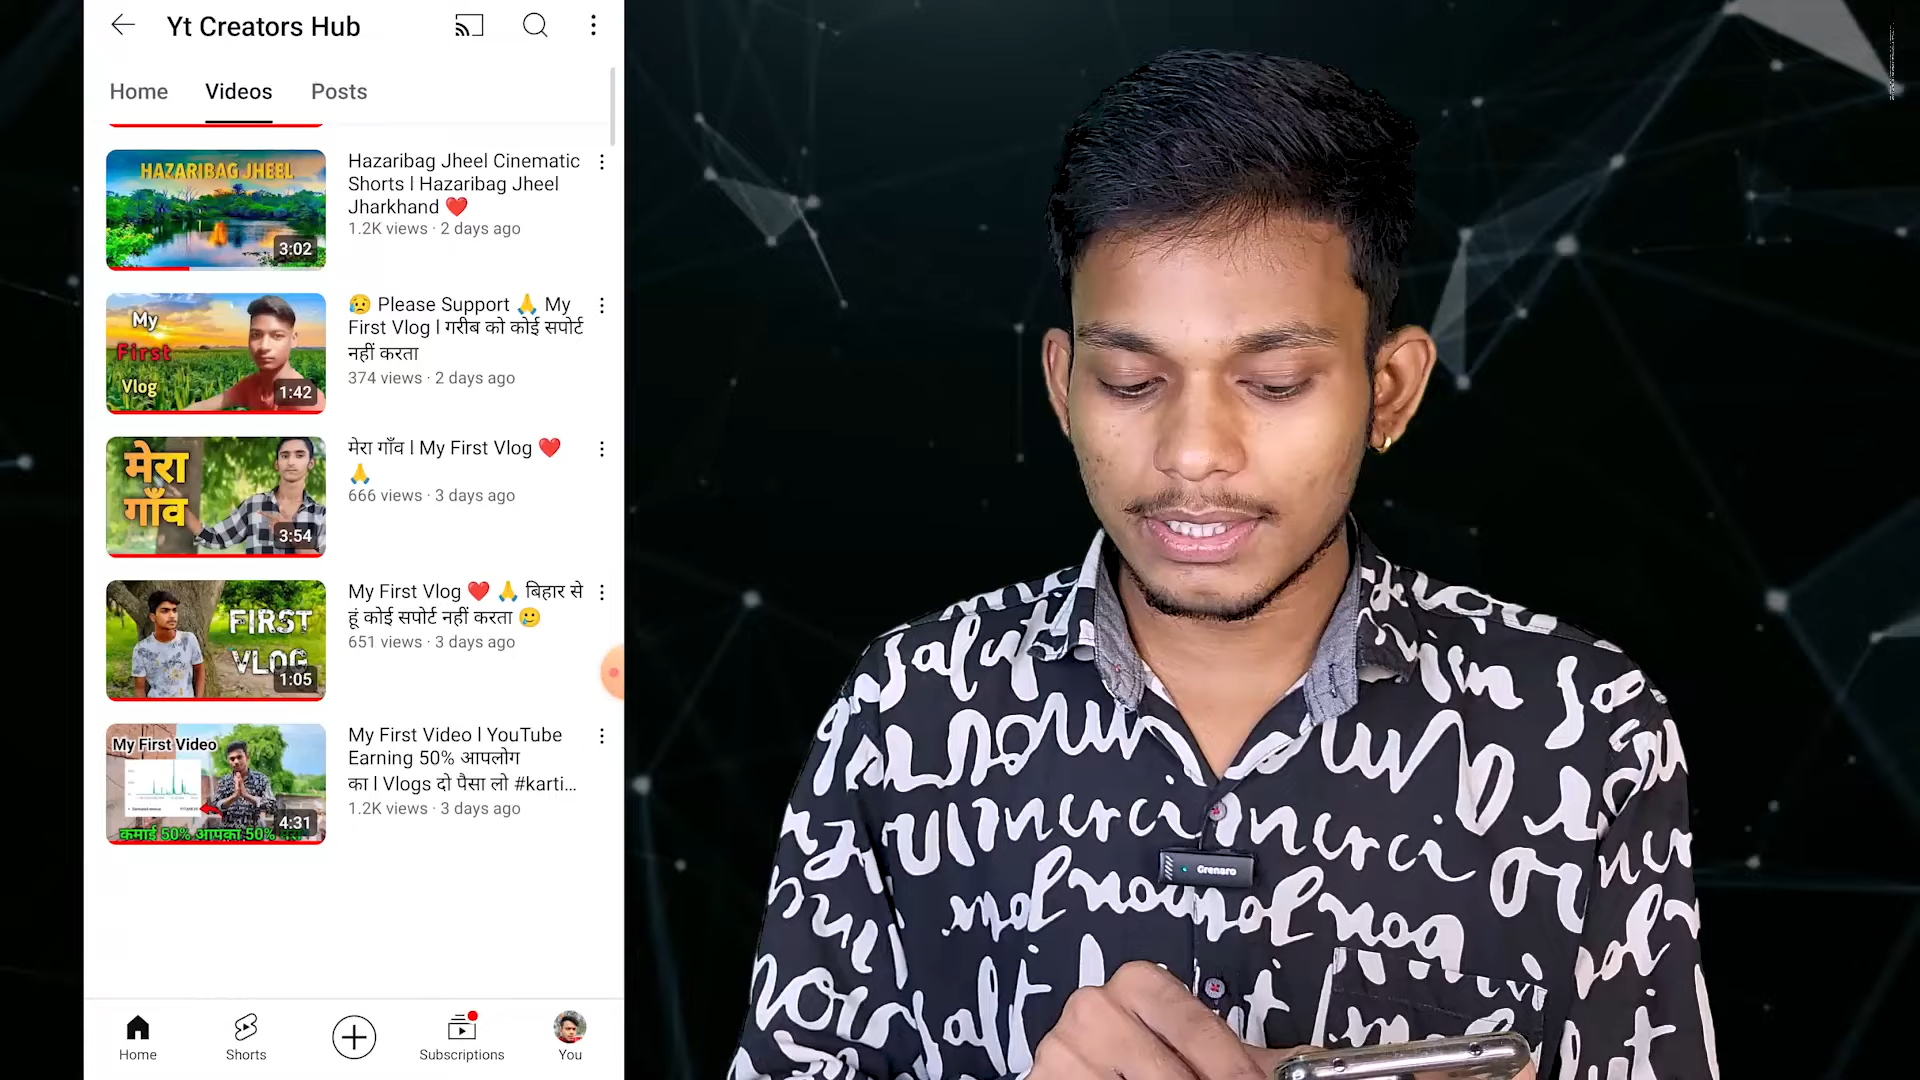 Yt Creators Hub
Home
Videos
Posts
HAZARIBAG JHEEL
3:02
Hazaribag Jheel Cinematic
Shorts l Hazaribag Jheel
Jharkhand ❤️
1.2K views · 2 days ago
My
First
Vlog
1:42
😥 Please Support 🙏 My
First Vlog l गरीब को कोई सपोर्ट
नहीं करता
374 views · 2 days ago
मेरा
गाँव
3:54
मेरा गाँव l My First Vlog ❤️
🙏
666 views · 3 days ago
FIRST
VLOG
1:05
My First Vlog ❤️ 🙏 बिहार से
हूं कोई सपोर्ट नहीं करता 🥲
651 views · 3 days ago
My First Video
4:31
कमाई 50% आपका 50%
My First Video l YouTube
Earning 50% आपलोग
का l Vlogs दो पैसा लो #karti...
1.2K views · 3 days ago
Home
Shorts
Subscriptions
You
Grenaro